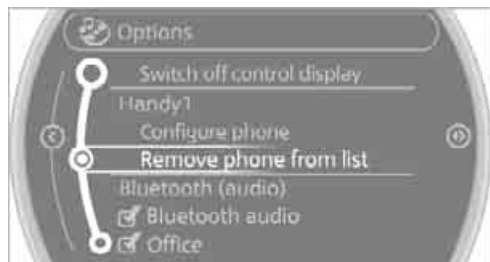 Options
Switch off control display
Handy1
Configure phone
Remove phone from list
Bluetooth (audio)
Bluetooth audio
Office